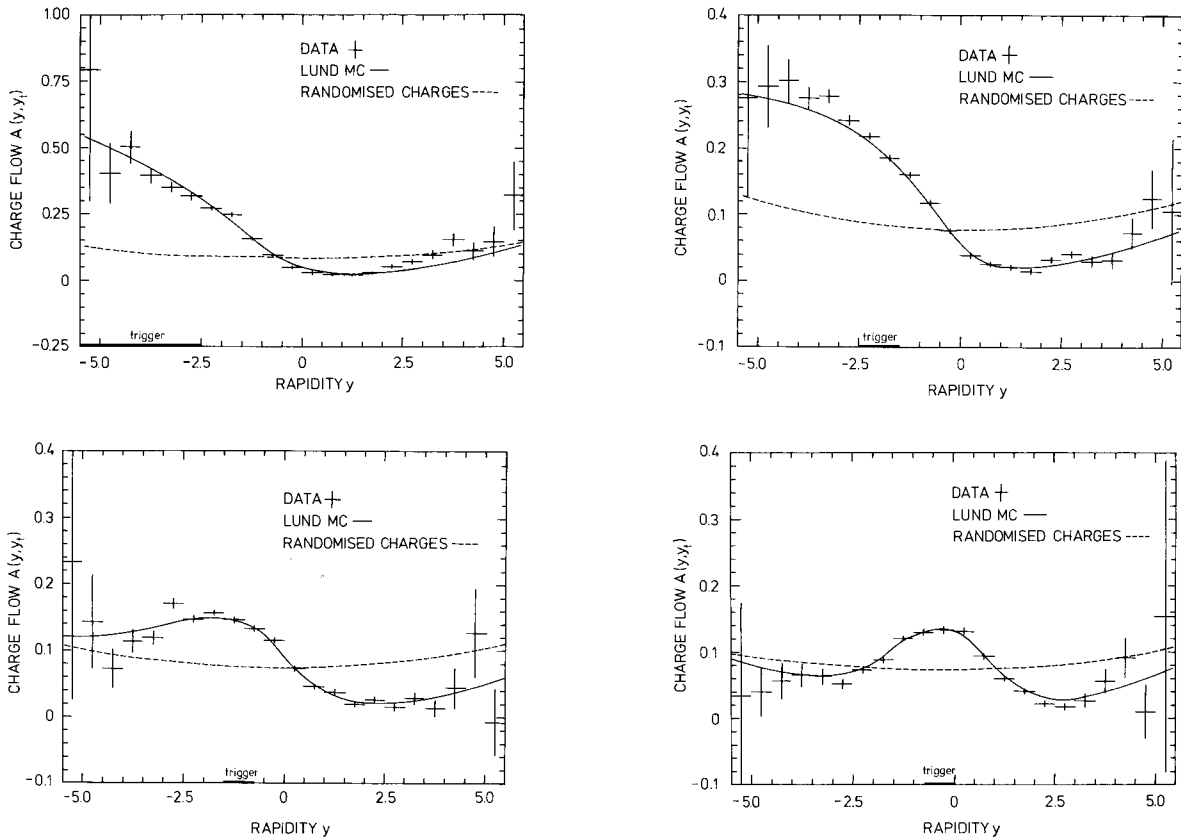 1.00
0.75
0.50
0.25
0
−0.25
CHARGE FLOW A (y,yt)
DATA
LUND MC
RANDOMISED CHARGES
trigger
−5.0 −2.5 0 2.5 5.0
RAPIDITY y
0.4
0.3
0.2
0.1
0
−0.1
CHARGE FLOW A (y,yt)
DATA
LUND MC
RANDOMISED CHARGES
trigger
−5.0 −2.5 0 2.5 5.0
RAPIDITY y
0.4
0.3
0.2
0.1
0
−0.1
CHARGE FLOW A (y,yt)
DATA
LUND MC
RANDOMISED CHARGES
trigger
−5.0 −2.5 0 2.5 5.0
RAPIDITY y
0.4
0.3
0.2
0.1
0
−0.1
CHARGE FLOW A (y,yt)
DATA
LUND MC
RANDOMISED CHARGES
trigger
−5.0 −2.5 0 2.5 5.0
RAPIDITY y